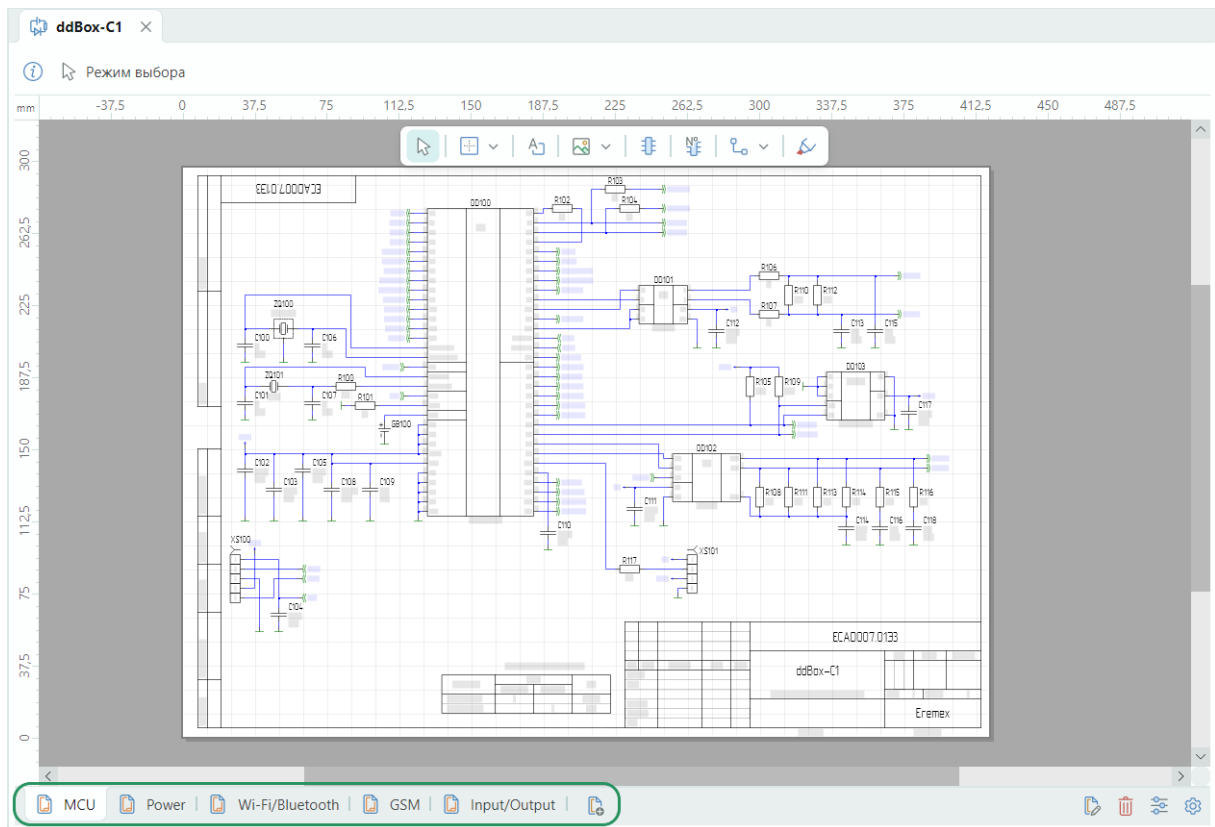 ddBox-C1
Режим выбора
mm -37.5 0 37.5 75 112.5 150 187.5 225 262.5 300 337.5 375 412.5 450 487.5
300
262.5
225
187.5
150
112.5
75
37.5
0
ECA0007.0133
R103
R102 R104
DD100
DD101
R106
R110 R112
R107
ZQ100
C100 C106
C112 C113 C115
ZQ101
R100
C101 C107 R101
GB100
DD103
R105 R109
C117
C102 C105
C103 C108 C109
DD102
R108 R111 R113 R114 R115 R116
C111
C114 C116 C118
C110
XS100
XS101
R117
C104
ECA0007.0133
ddBox-C1
Eremex
MCU Power Wi-Fi/Bluetooth GSM Input/Output